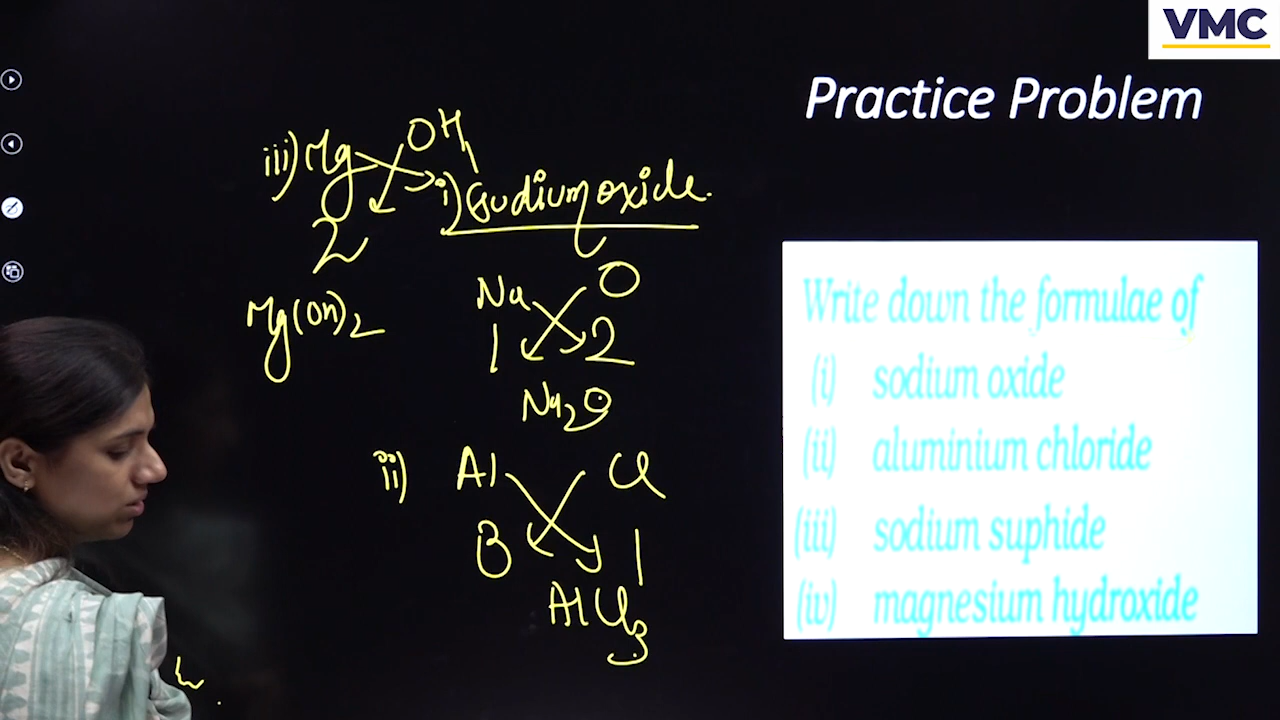 VMC
Practice Problem
iii) Mg OH
2
Mg(OH)2
i) Sodium oxide.
Na O
1 2
Na2O
ii) Al Cl
3 1
AlCl3
Write down the formulae of
(i) sodium oxide
(ii) aluminium chloride
(iii) sodium suphide
(iv) magnesium hydroxide